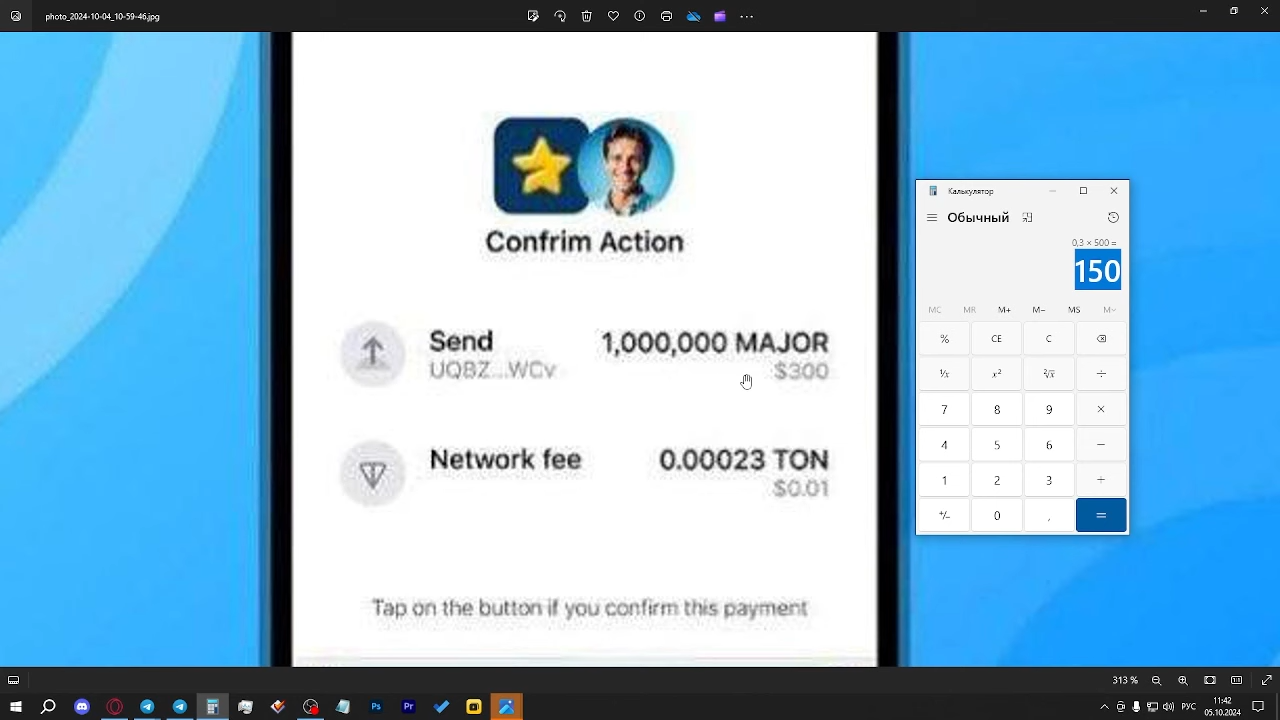 photo_2024-10-04_10-59-46.jpg
Confrim Action
Send
1,000,000 MAJOR
UQBZ...WCv
$300
Network fee
0.00023 TON
$0.01
Tap on the button if you confirm this payment
Калькулятор
Обычный
0,3 × 500 =
150
MC MR M+ M− MS M˅
% CE C ⌫
¹/x x² ²√x ÷
7 8 9 ×
4 5 6 −
1 2 3 +
+/− 0 , =
313 %
РУС
11:42
05.10.2024